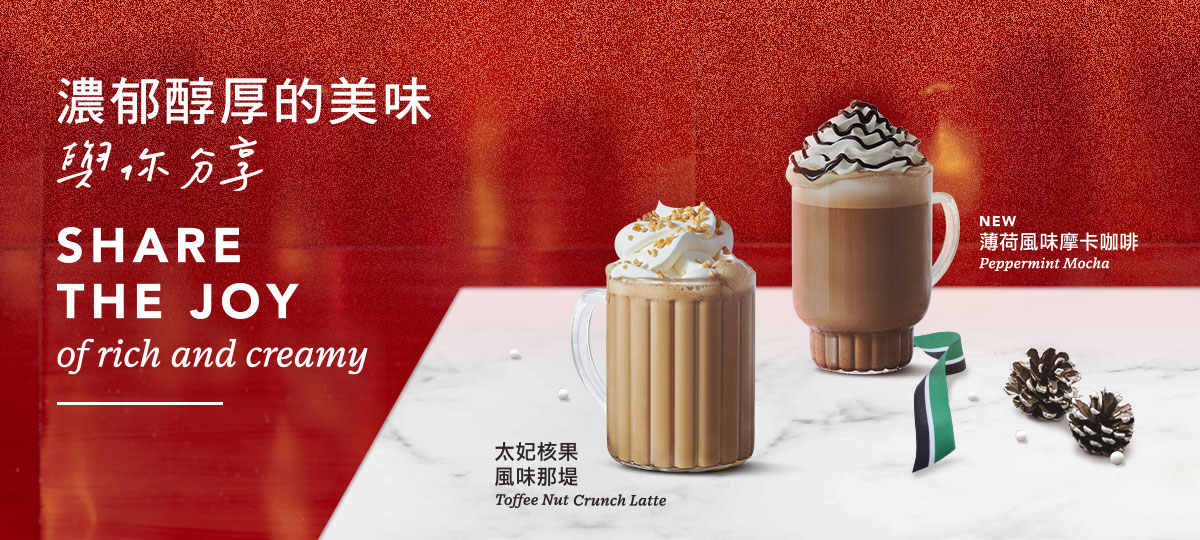 濃郁醇厚的美味
與你分享
SHARE
THE JOY
of rich and creamy
NEW
薄荷風味摩卡咖啡
Peppermint Mocha
太妃核果
風味那堤
Toffee Nut Crunch Latte